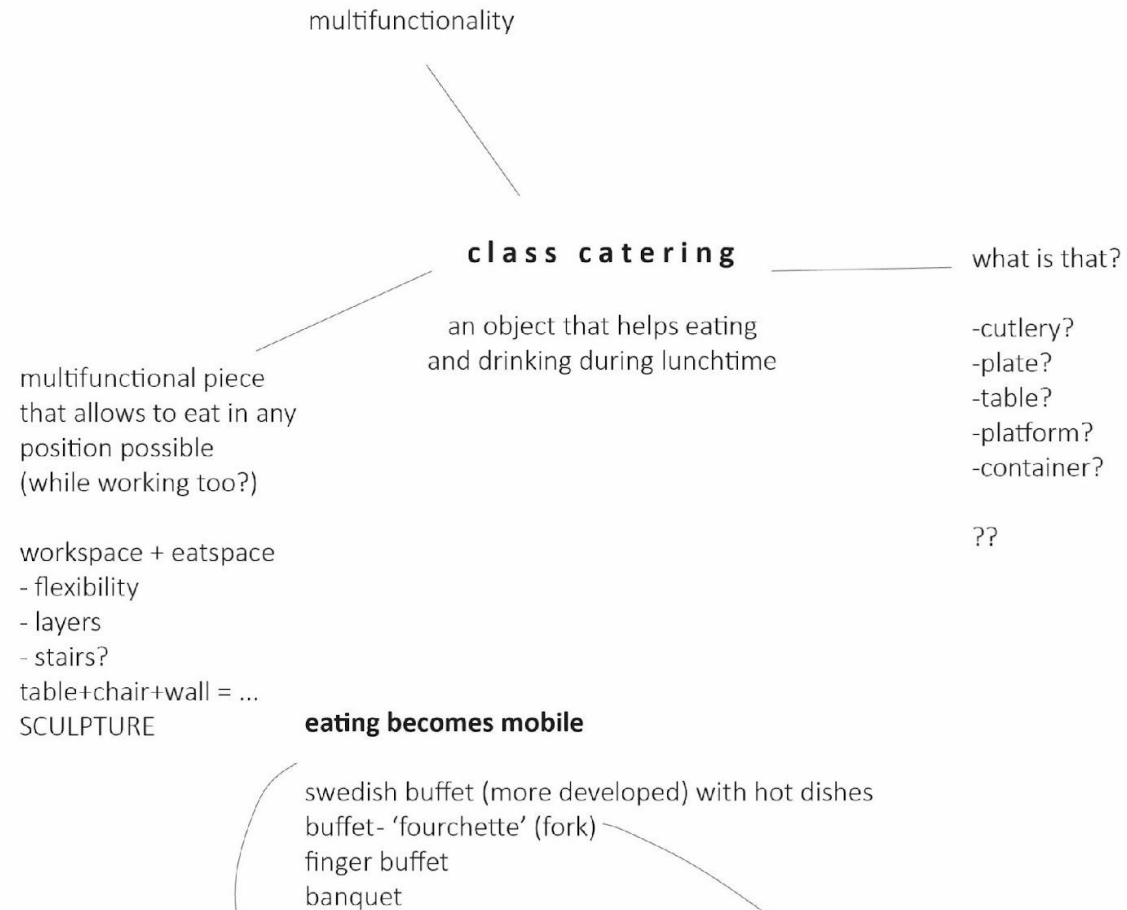 multifunctionality
class catering
an object that helps eating
and drinking during lunchtime
what is that?
-cutlery?
-plate?
-table?
-platform?
-container?
??
multifunctional piece
that allows to eat in any
position possible
(while working too?)
workspace + eatspace
- flexibility
- layers
- stairs?
table+chair+wall = ...
SCULPTURE
eating becomes mobile
swedish buffet (more developed) with hot dishes
buffet- ‘fourchette’ (fork)
finger buffet
banquet